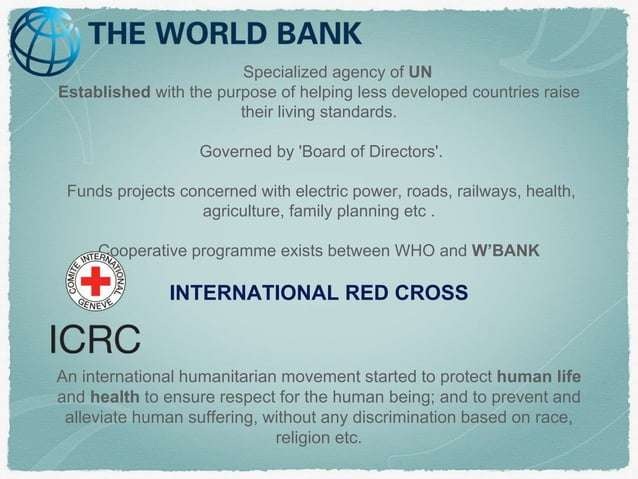 THE WORLD BANK
Specialized agency of UN
Established with the purpose of helping less developed countries raise
their living standards.
Governed by 'Board of Directors'.
Funds projects concerned with electric power, roads, railways, health,
agriculture, family planning etc .
Cooperative programme exists between WHO and W’BANK
COMITE INTERNATIONAL
GENEVE
INTERNATIONAL RED CROSS
ICRC
An international humanitarian movement started to protect human life
and health to ensure respect for the human being; and to prevent and
alleviate human suffering, without any discrimination based on race,
religion etc.